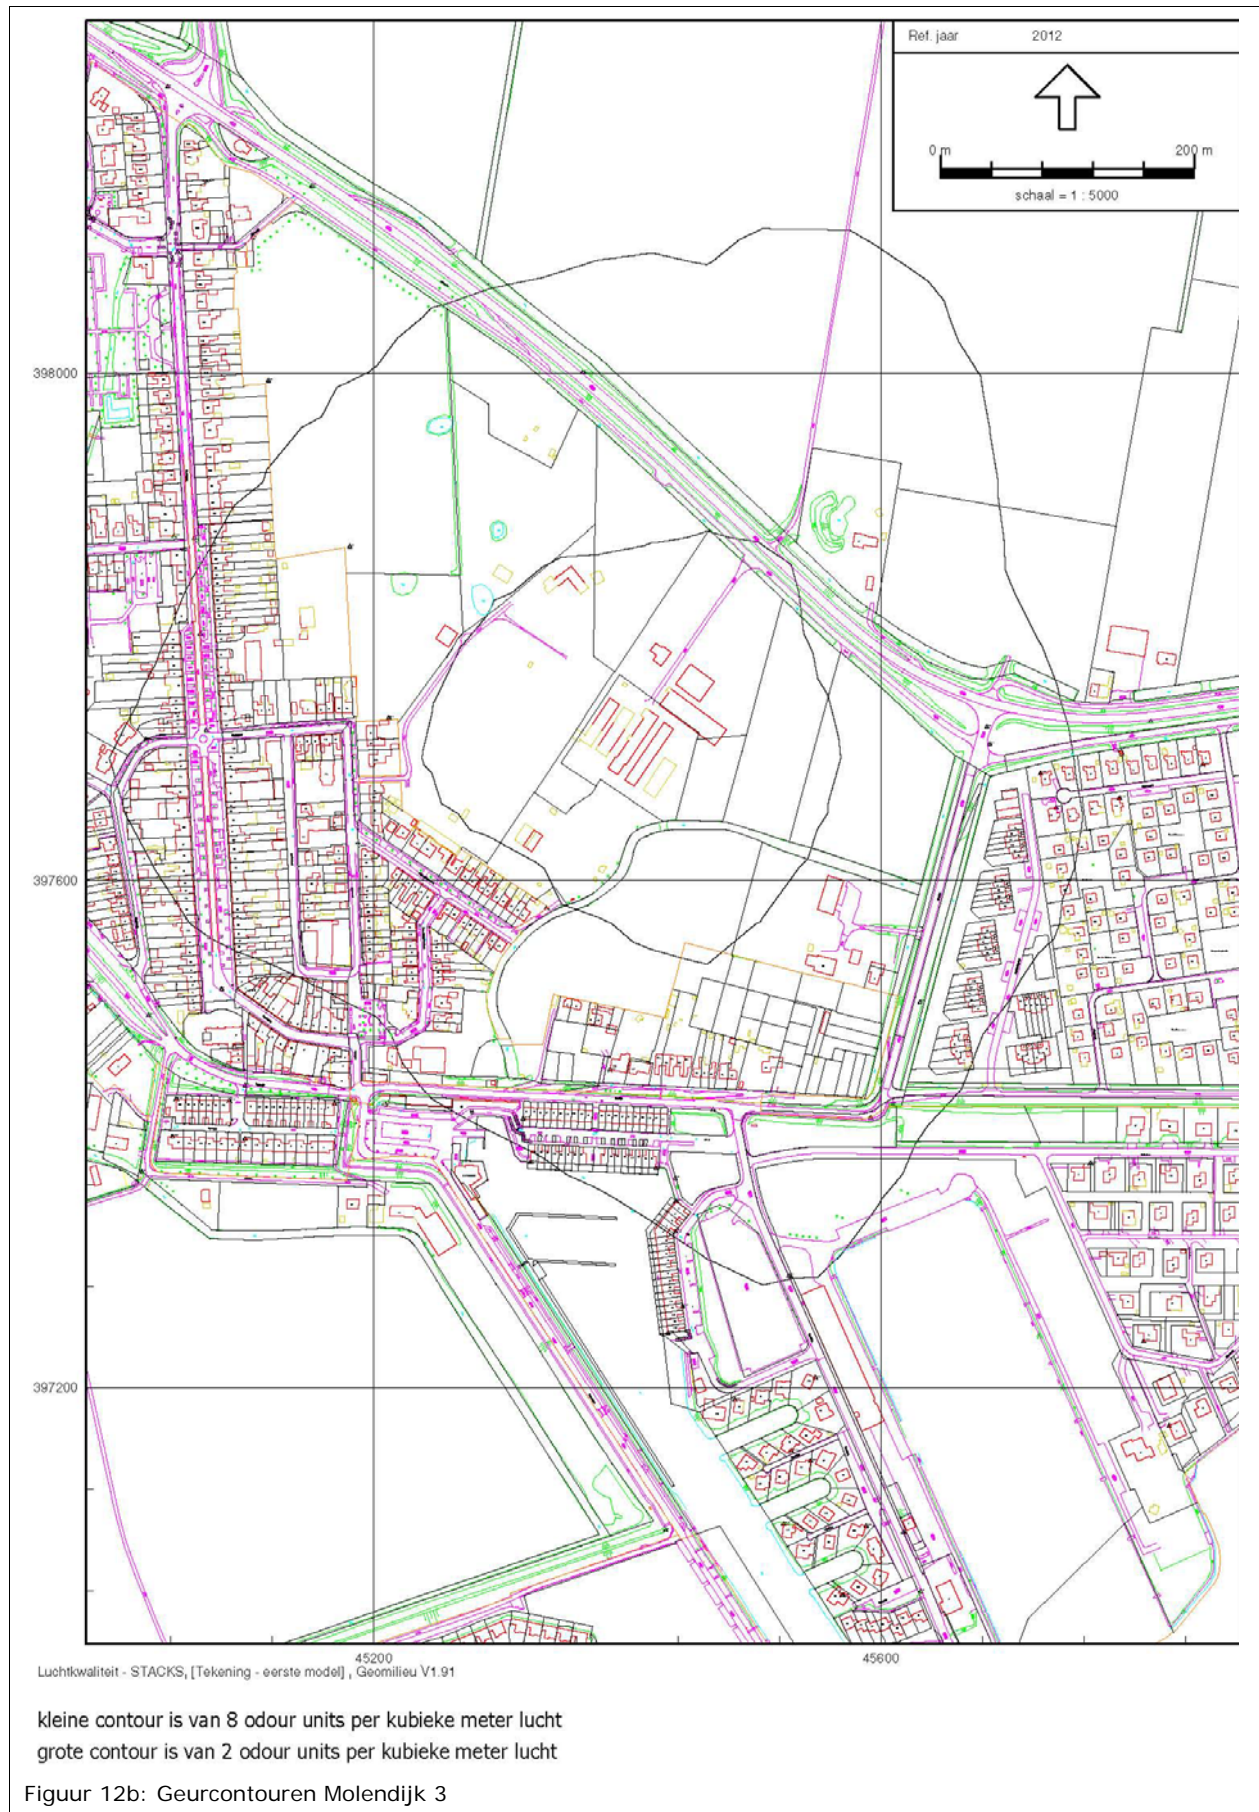 Ref. jaar 2012
0 m 200 m
schaal = 1 : 5000
398000
397600
397200
45200 45600
Luchtkwaliteit - STACKS, [Tekening - eerste model] , Geomilieu V1.91
kleine contour is van 8 odour units per kubieke meter lucht
grote contour is van 2 odour units per kubieke meter lucht
Figuur 12b: Geurcontouren Molendijk 3